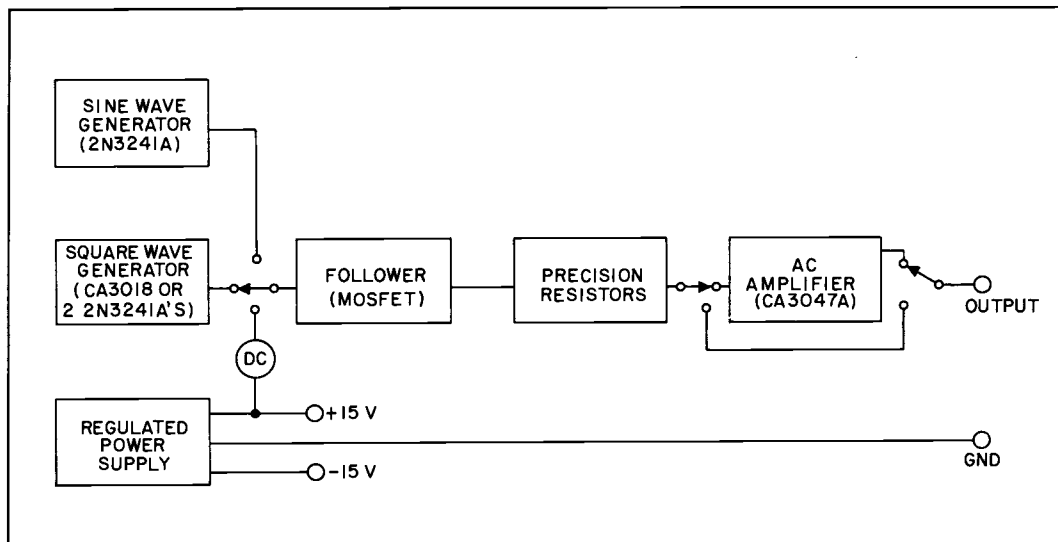 SINE WAVE
GENERATOR
(2N3241A)
SQUARE WAVE
GENERATOR
(CA3018 OR
2 2N3241A'S)
FOLLOWER
(MOSFET)
PRECISION
RESISTORS
AC
AMPLIFIER
(CA3047A)
OUTPUT
DC
REGULATED
POWER
SUPPLY
+15 V
-15 V
GND